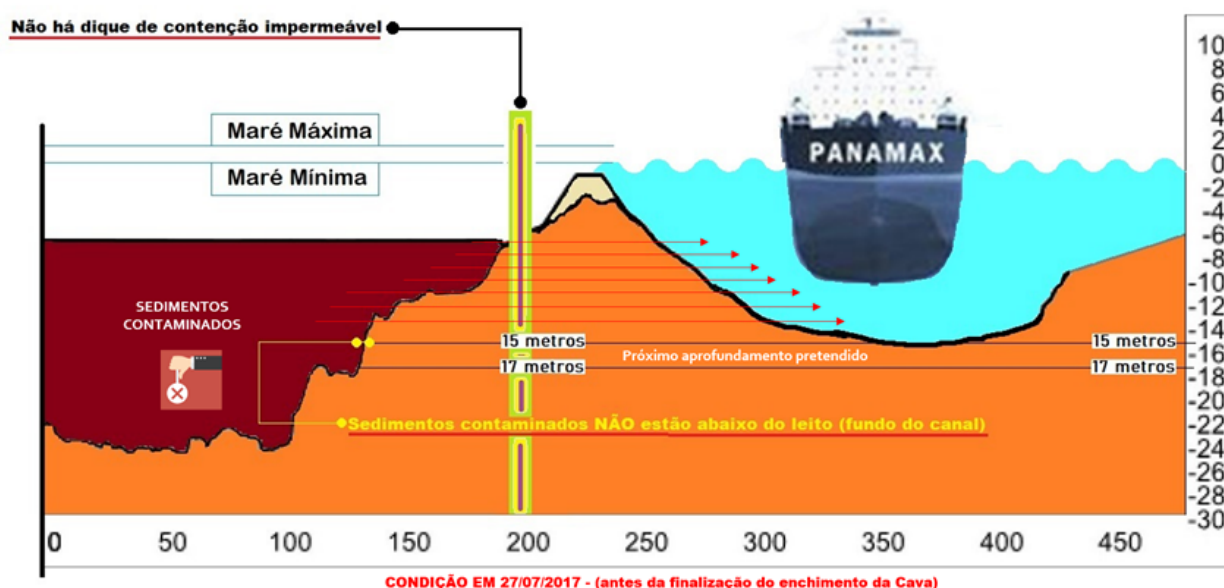 Não há dique de contenção impermeável
Maré Máxima
Maré Mínima
PANAMAX
10
8
6
4
2
0
-2
-4
-6
-8
-10
-12
-14
-16
-18
-20
-22
-24
-26
-28
-30
SEDIMENTOS
CONTAMINADOS
15 metros
15 metros
Próximo aprofundamento pretendido
17 metros
17 metros
Sedimentos contaminados NÃO estão abaixo do leito (fundo do canal)
0 50 100 150 200 250 300 350 400 450
CONDIÇÃO EM 27/07/2017 - (antes da finalização do enchimento da Cava)